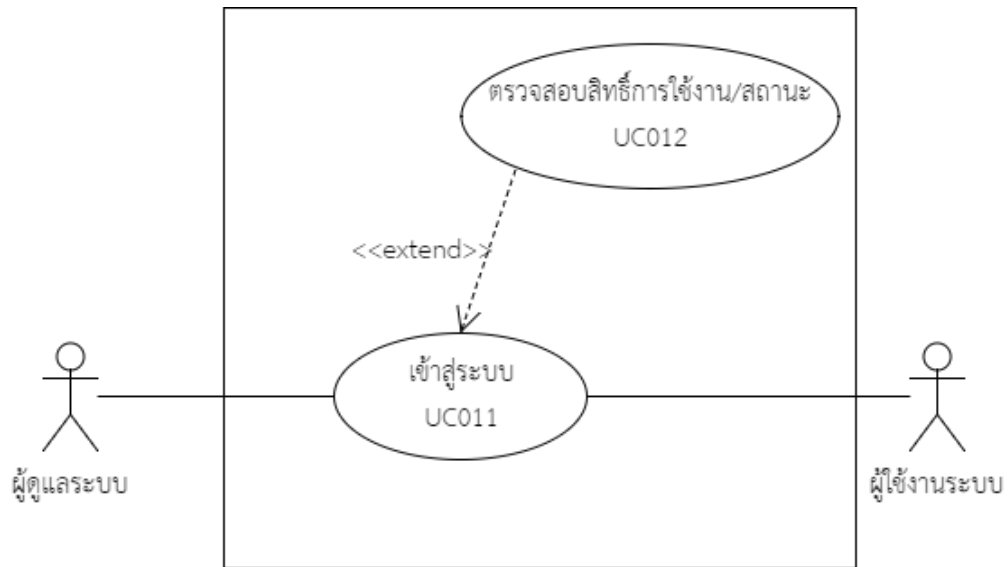 ตรวจสอบสิทธิ์การใช้งาน/สถานะ
UC012
<<extend>>
เข้าสู่ระบบ
UC011
ผู้ดูแลระบบ
ผู้ใช้งานระบบ